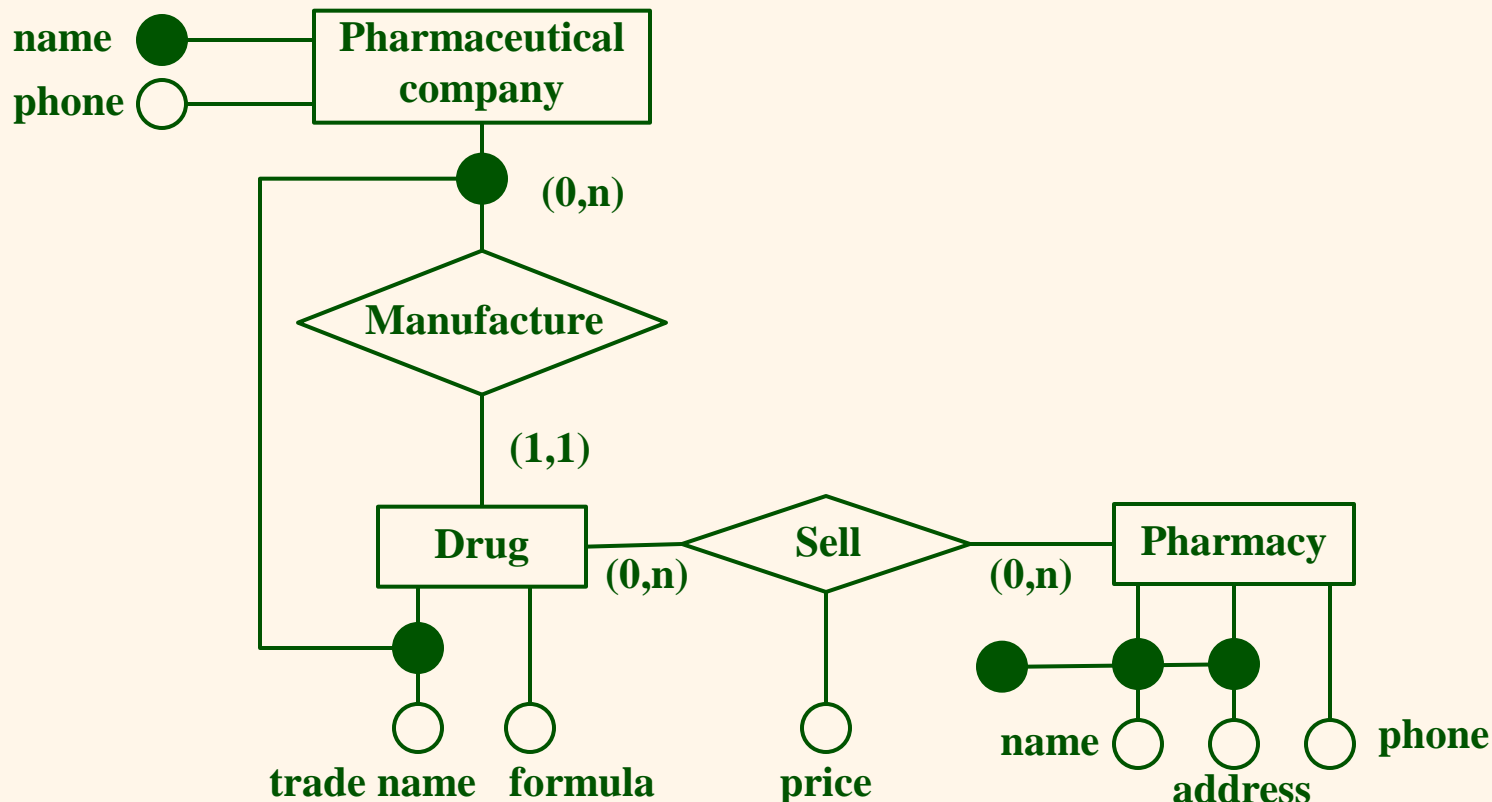 name
Pharmaceutical
company
phone
(0,n)
Manufacture
(1,1)
Drug
Sell
Pharmacy
(0,n)
(0,n)
name
phone
trade name
formula
price
address